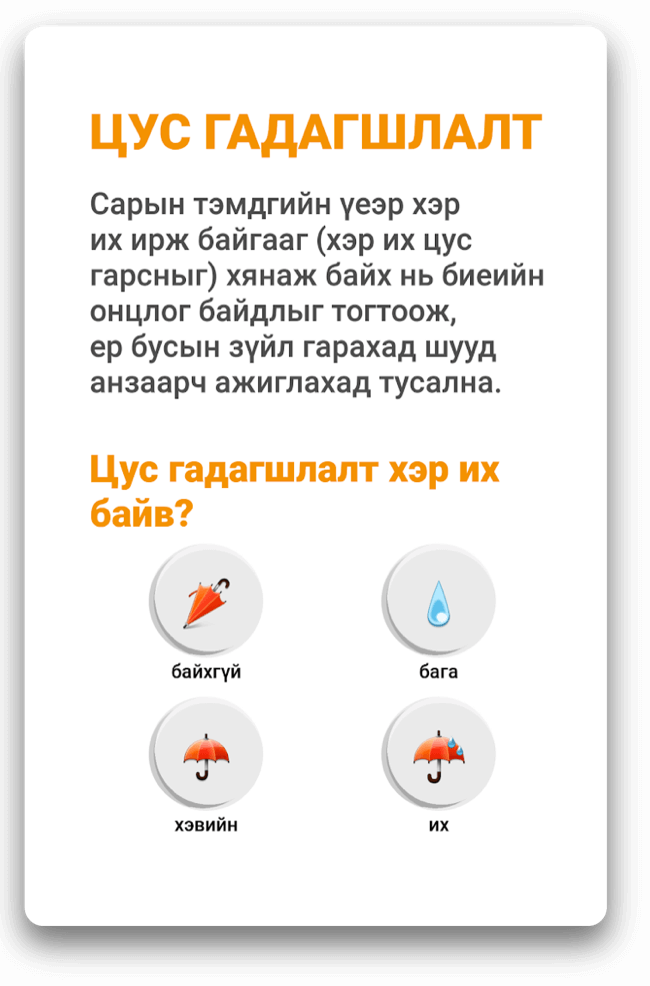 ЦУС ГАДАГШЛАЛТ
Сарын тэмдгийн үеэр хэр
их ирж байгааг (хэр их цус
гарсныг) хянаж байх нь биеийн
онцлог байдлыг тогтоож,
ер бусын зүйл гарахад шууд
анзаарч ажиглахад тусална.
Цус гадагшлалт хэр их
байв?
байхгүй
бага
хэвийн
их